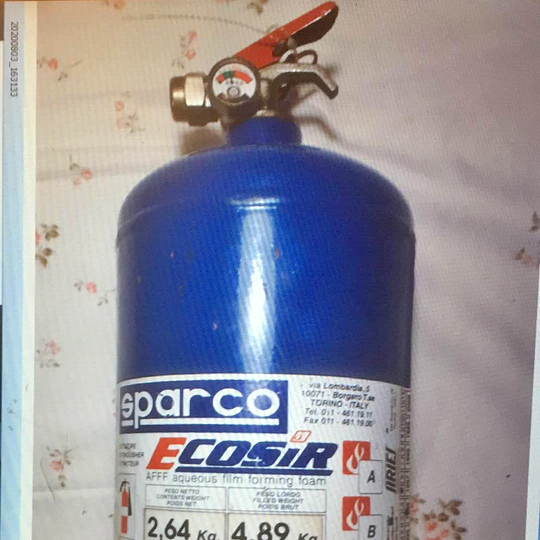 20200803_163133
sparco
via Lombardia, 5
10071 - Borgaro T.se
TORINO - ITALY
Tel. 011 - 461.19.11
Fax 011 - 461.19.00
ECOSIR
AFFF aqueous film forming foam
PESO NETTO
CONTENTS WEIGHT
POIDS NET
PESO LORDO
FILLED WEIGHT
POIDS BRUT
2,64 Kg.
4,89 Kg.
A
B